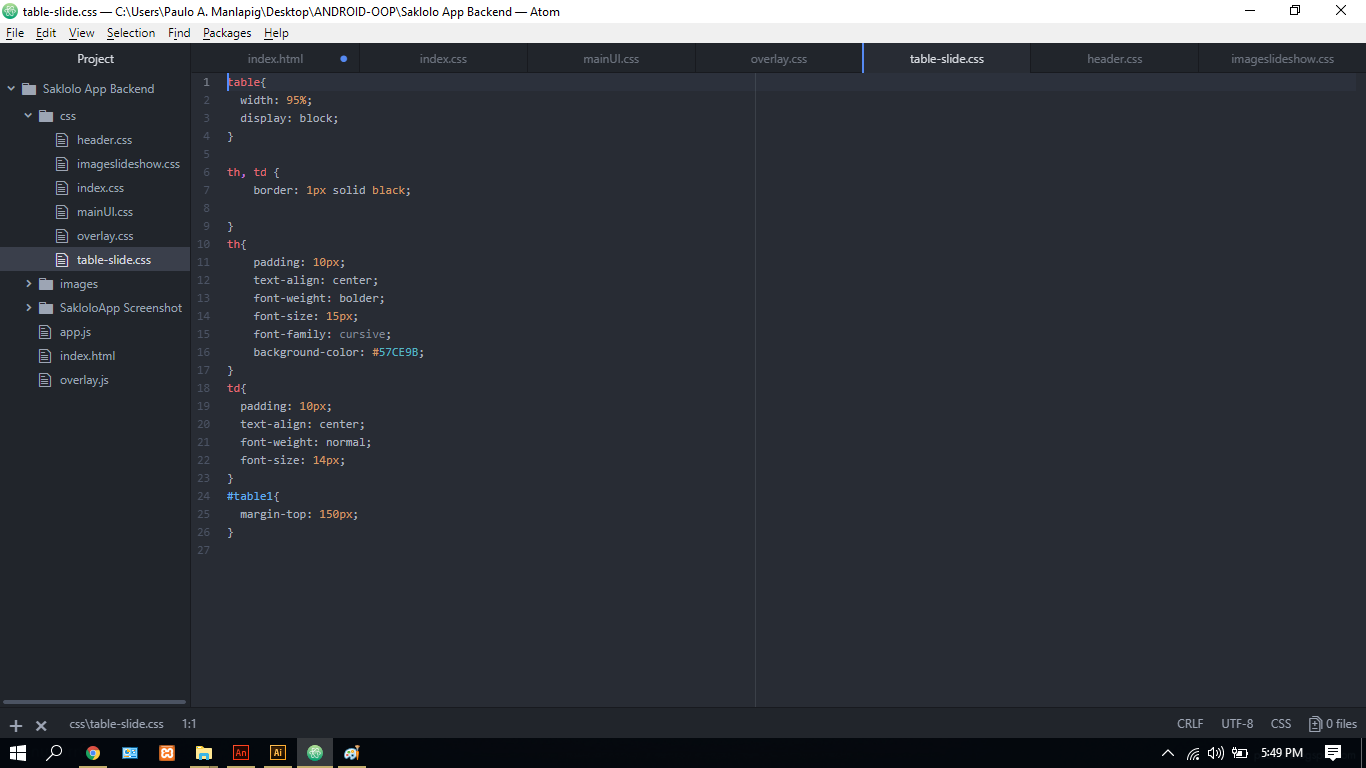 table-slide.css — C:\Users\Paulo A. Manlapig\Desktop\ANDROID-OOP\Saklolo App Backend — Atom
File Edit View Selection Find Packages Help
Project
index.html index.css mainUI.css overlay.css table-slide.css header.css imageslideshow.css
Saklolo App Backend
css
header.css
imageslideshow.css
index.css
mainUI.css
overlay.css
table-slide.css
images
SakloloApp Screenshot
app.js
index.html
overlay.js
1 table{
2 width: 95%;
3 display: block;
4 }
5
6 th, td {
7 border: 1px solid black;
8
9 }
10 th{
11 padding: 10px;
12 text-align: center;
13 font-weight: bolder;
14 font-size: 15px;
15 font-family: cursive;
16 background-color: #57CE9B;
17 }
18 td{
19 padding: 10px;
20 text-align: center;
21 font-weight: normal;
22 font-size: 14px;
23 }
24 #table1{
25 margin-top: 150px;
26 }
27
css\table-slide.css 1:1 CRLF UTF-8 CSS 0 files
An Ai 5:49 PM